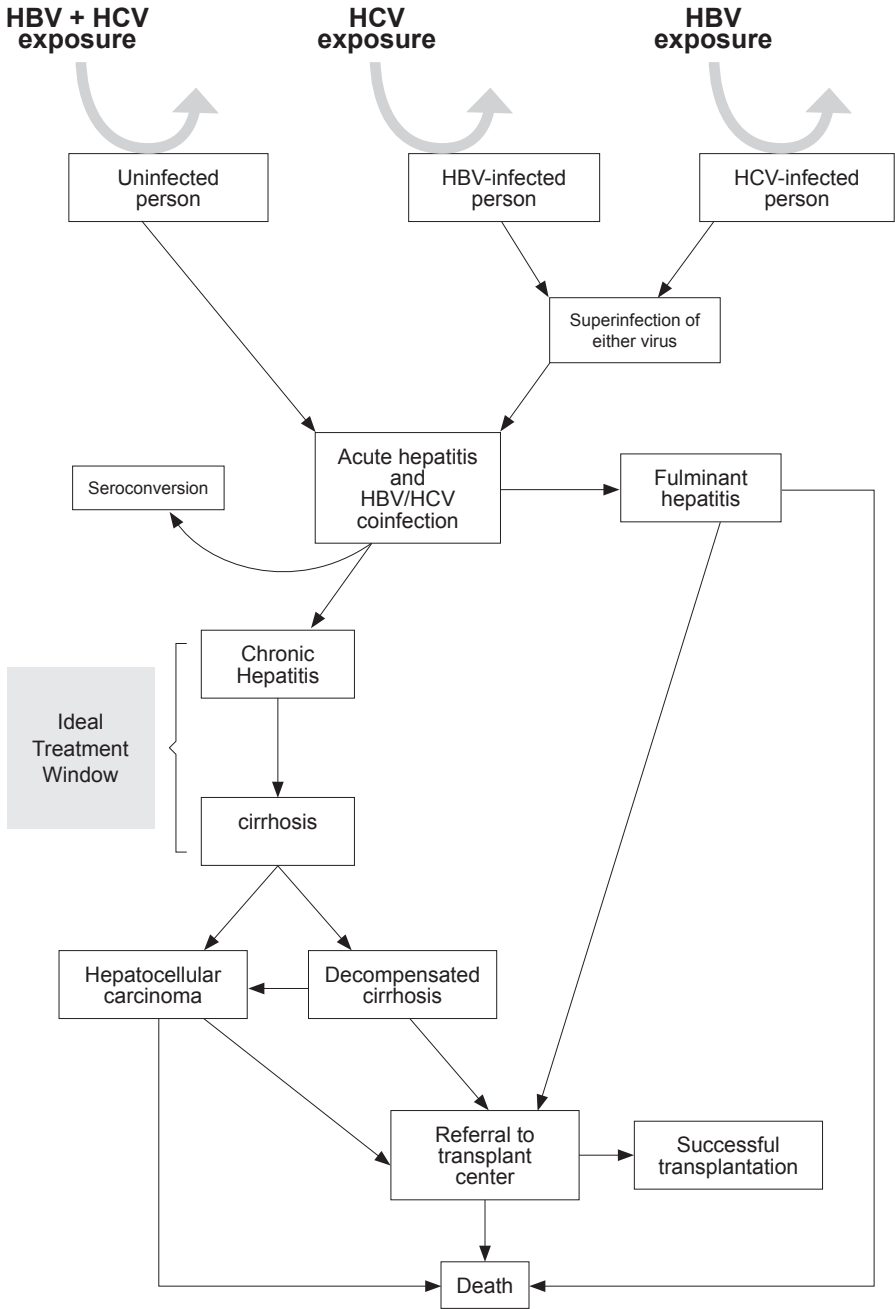 HBV + HCV
exposure
HCV
exposure
HBV
exposure
Uninfected
person
HBV-infected
person
HCV-infected
person
Superinfection of
either virus
Acute hepatitis
and
HBV/HCV
coinfection
Fulminant
hepatitis
Seroconversion
Chronic
Hepatitis
Ideal
Treatment
Window
cirrhosis
Hepatocellular
carcinoma
Decompensated
cirrhosis
Referral to
transplant
center
Successful
transplantation
Death